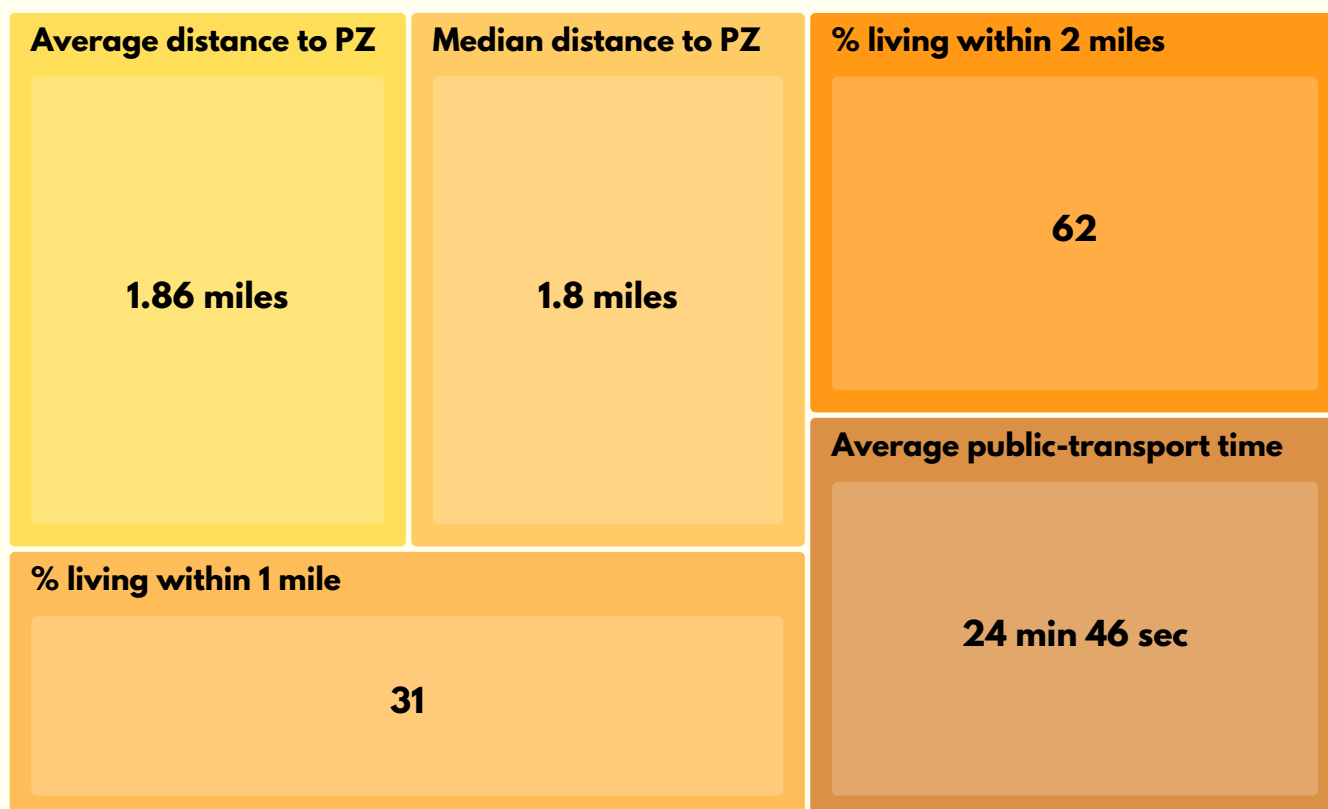 Average distance to PZ
1.86 miles
Median distance to PZ
1.8 miles
% living within 2 miles
62
% living within 1 mile
31
Average public-transport time
24 min 46 sec